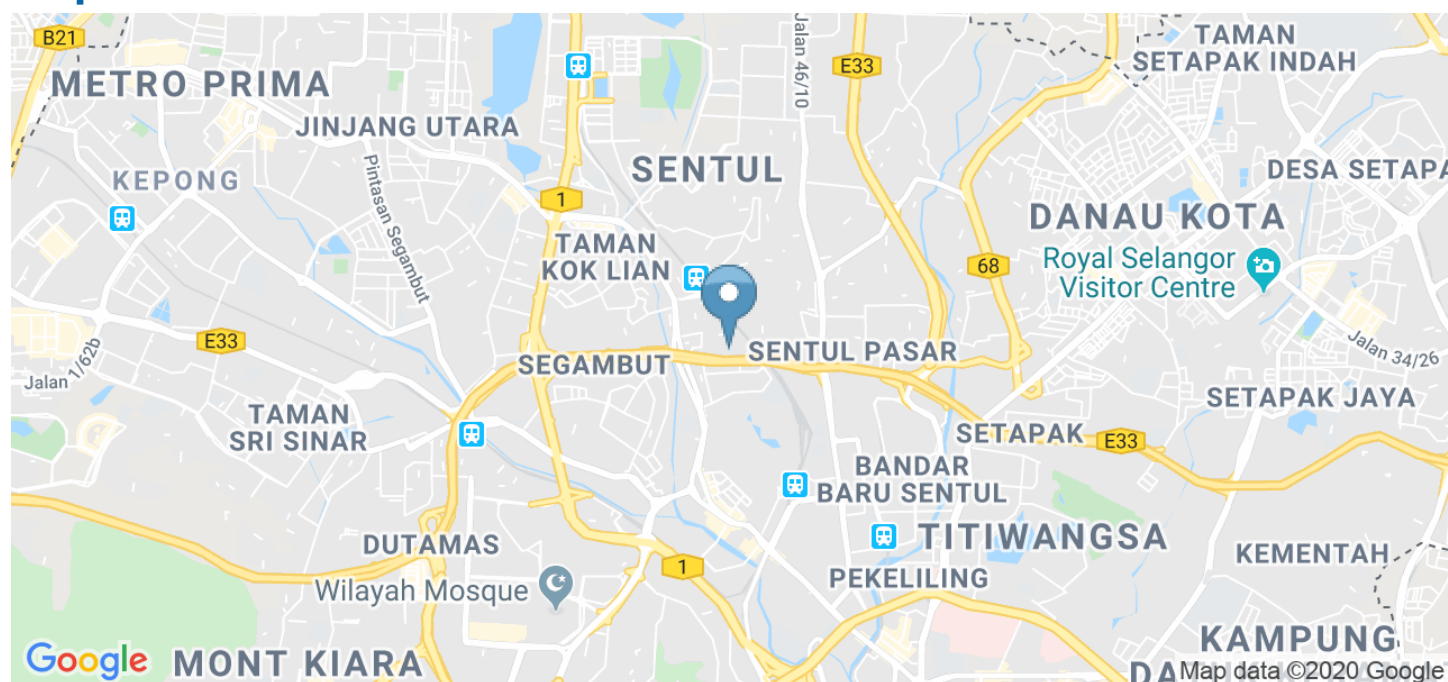 B21
TAMAN
SETAPAK INDAH
Jalan 46/10
E33
METRO PRIMA
JINJANG UTARA
SENTUL
Pintasan Segambut
DESA SETAPA
KEPONG
1
DANAU KOTA
TAMAN
KOK LIAN
68
Royal Selangor
Visitor Centre
E33
SENTUL PASAR
Jalan 34/26
Jalan 1/62b
SEGAMBUT
SETAPAK JAYA
TAMAN
SRI SINAR
SETAPAK
E33
BANDAR
BARU SENTUL
DUTAMAS
TITIWANGSA
KEMENTAH
1
PEKELILING
Wilayah Mosque
KAMPUNG
Google
MONT KIARA
DA
Map data ©2020 Google